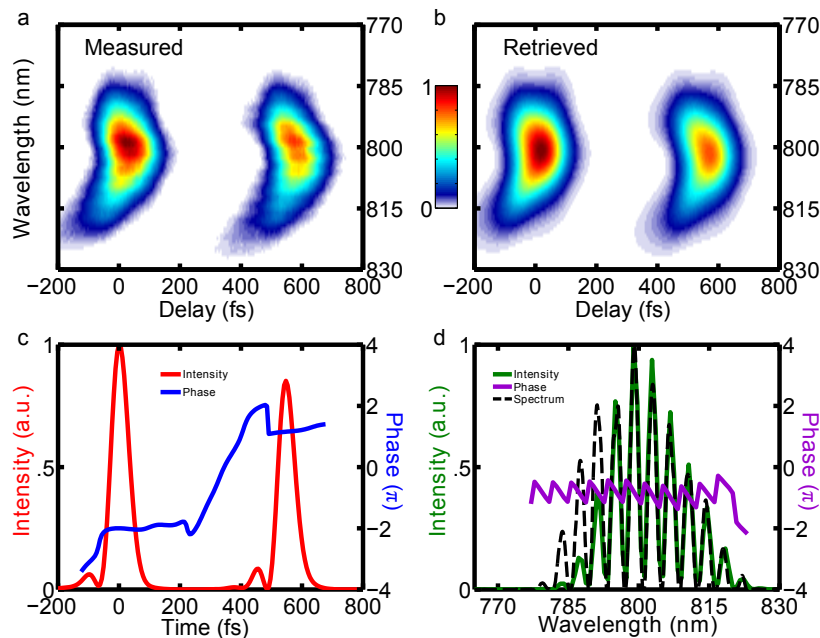 a
Measured
Wavelength (nm)
−200 0 200 400 600 800
Delay (fs)
770
785
800
815
830
1
0
b
Retrieved
−200 0 200 400 600 800
Delay (fs)
770
785
800
815
830
c
Intensity
Phase
Intensity (a.u.)
1
.5
0
−200 0 200 400 600 800
Time (fs)
4
2
0
−2
−4
Phase (π)
d
Intensity
Phase
Spectrum
Intensity (a.u.)
1
.5
0
770 785 800 815 830
Wavelength (nm)
4
2
0
−2
−4
Phase (π)